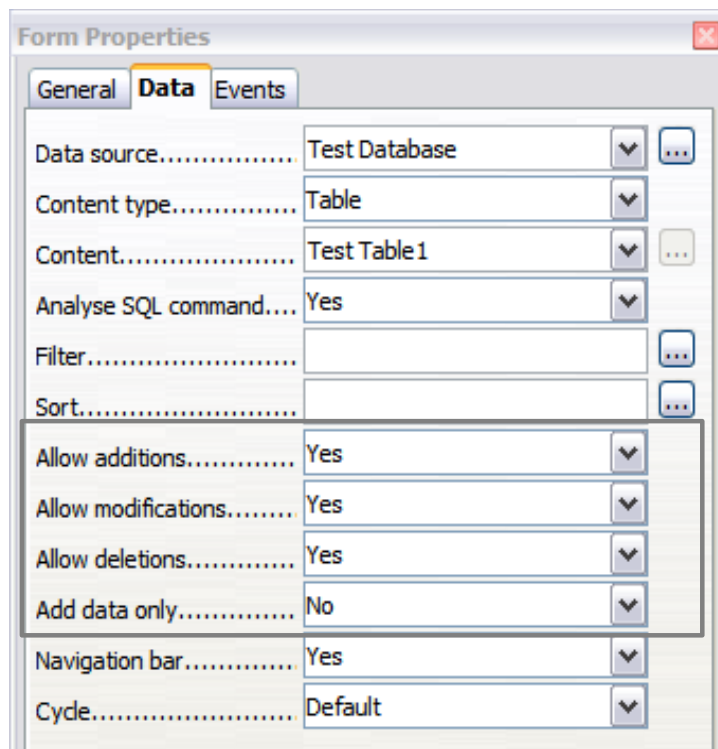 Form Properties
General Data Events
Data source................. Test Database ...
Content type............... Table
Content...................... Test Table1 ...
Analyse SQL command.... Yes
Filter.......................... ...
Sort........................... ...
Allow additions............. Yes
Allow modifications........ Yes
Allow deletions............. Yes
Add data only.............. No
Navigation bar............. Yes
Cycle......................... Default